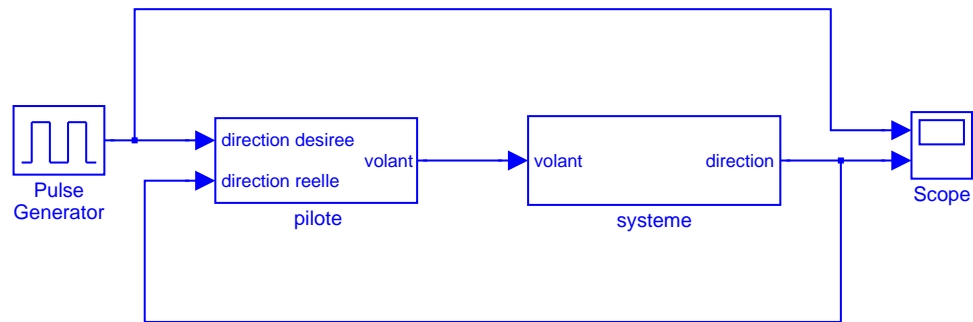 direction desiree
volant
direction reelle
volant
direction
Pulse
Generator
pilote
systeme
Scope